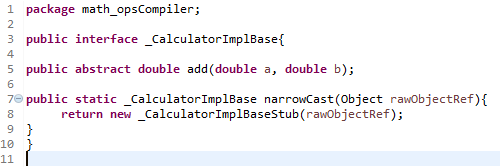 1 package math_opsCompiler;
2
3 public interface _CalculatorImplBase{
4
5 public abstract double add(double a, double b);
6
7 public static _CalculatorImplBase narrowCast(Object rawObjectRef){
8 return new _CalculatorImplBaseStub(rawObjectRef);
9 }
10 }
11